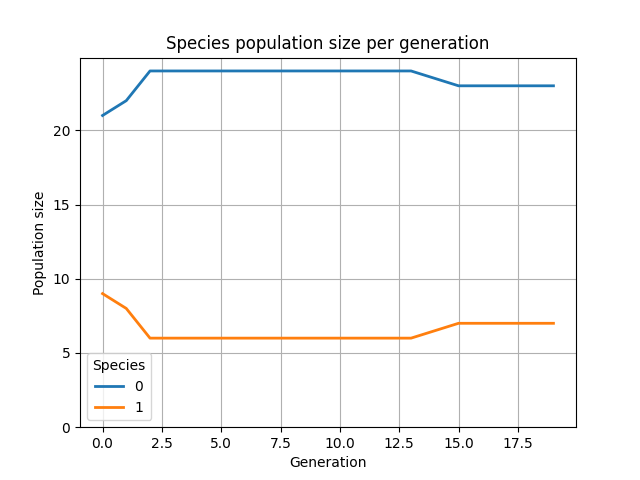 Species population size per generation
Population size
20
15
10
5
0
Species
0
1
0.0 2.5 5.0 7.5 10.0 12.5 15.0 17.5
Generation